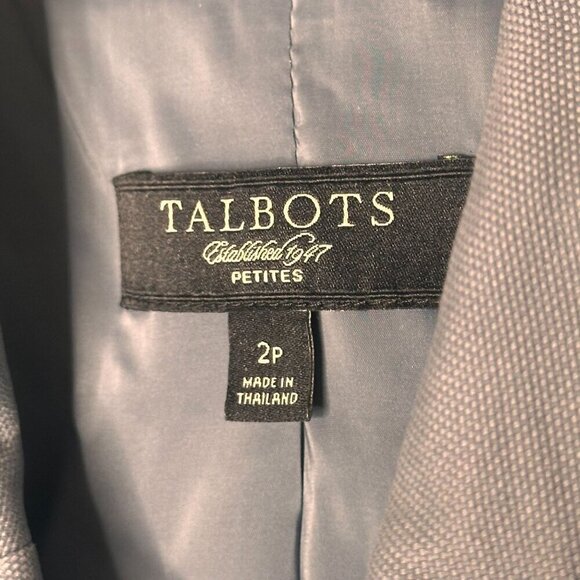 TALBOTS
Established 1947
PETITES
2P
MADE IN
THAILAND